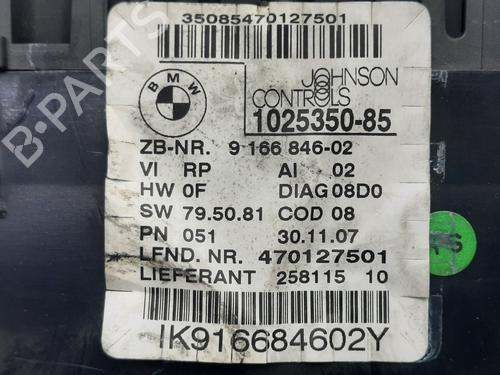 35085470127501
BMW
JOHNSON
CONTROLS
1025350-85
ZB-NR. 9 166 846-02
VI RP AI 02
HW 0F DIAG 08D0
SW 79.50.81 COD 08
PN 051 30.11.07
LFND. NR. 470127501
LIEFERANT 258115 10
IK916684602Y